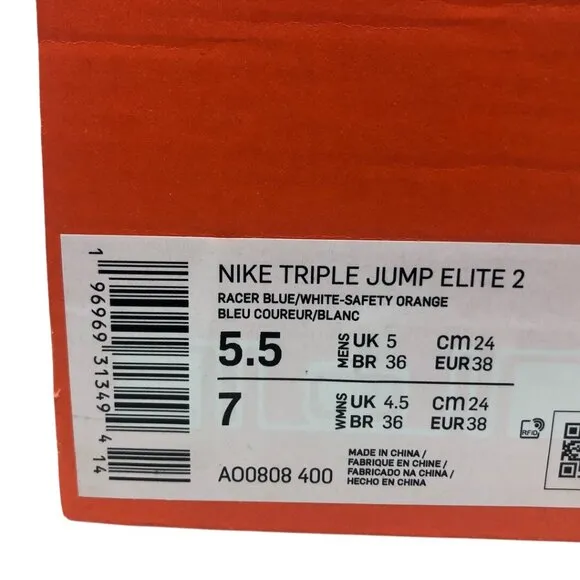 1 96969 31349 4 14
NIKE TRIPLE JUMP ELITE 2
RACER BLUE/WHITE-SAFETY ORANGE
BLEU COUREUR/BLANC
5.5 MENS UK 5 CM 24
BR 36 EUR 38
7 WMNS UK 4.5 CM 24
BR 36 EUR 38
RFID
AO0808 400
MADE IN CHINA /
FABRIQUE EN CHINE /
FABRICADO NA CHINA /
HECHO EN CHINA